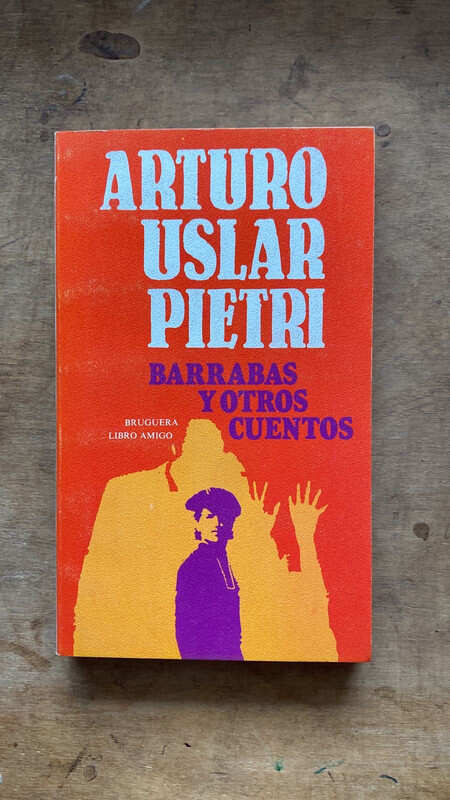 ARTURO
USLAR
PIETRI
BARRABAS
Y OTROS
CUENTOS
BRUGUERA
LIBRO AMIGO